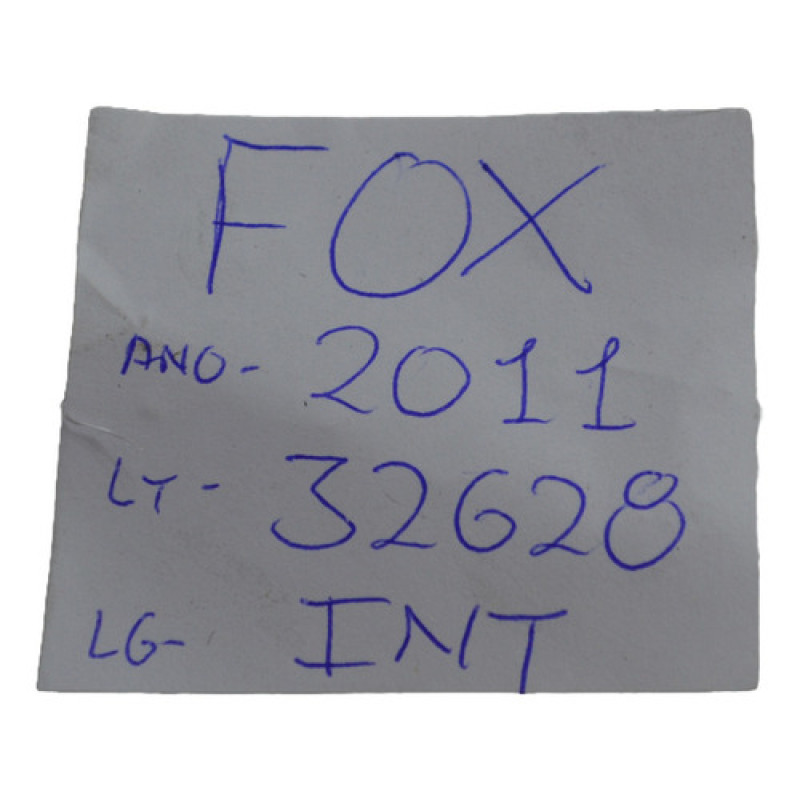 FOX
ANO- 2011
LT- 32628
LG- INT